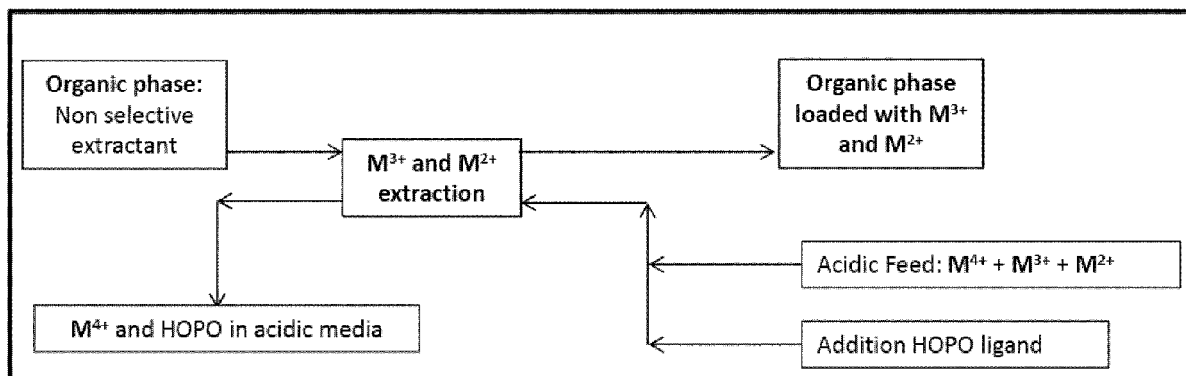 Organic phase:
Non selective
extractant
M³⁺ and M²⁺
extraction
Organic phase
loaded with M³⁺
and M²⁺
Acidic Feed: M⁴⁺ + M³⁺ + M²⁺
M⁴⁺ and HOPO in acidic media
Addition HOPO ligand